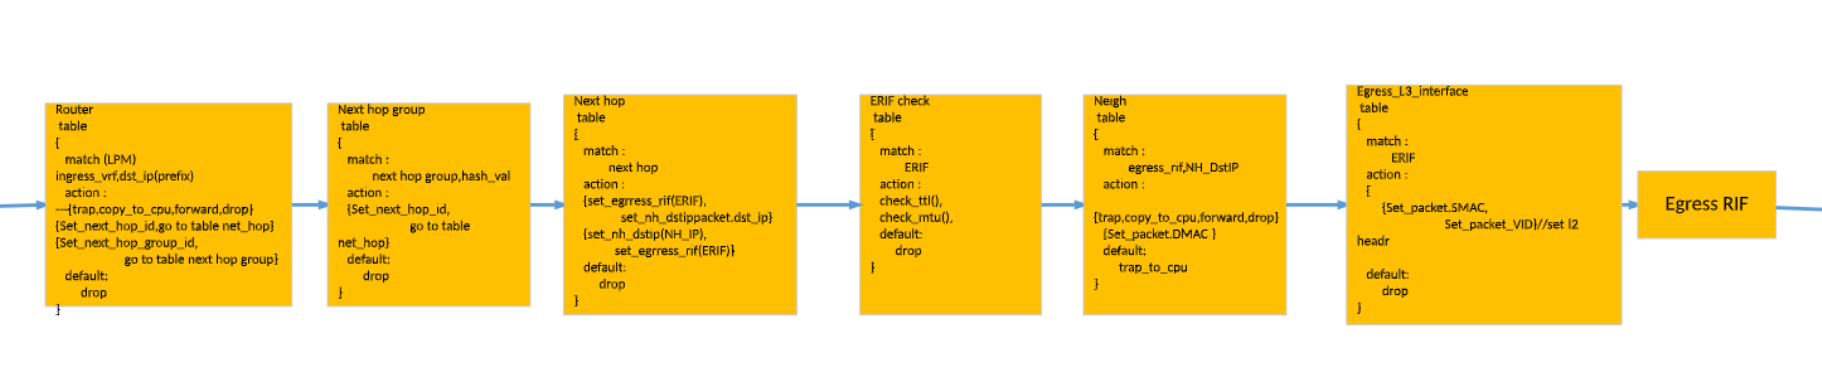 Router
table
{
match (LPM)
ingress_vrf,dst_ip(prefix)
action :
---{trap,copy_to_cpu,forward,drop}
{Set_next_hop_id,go to table net_hop}
{Set_next_hop_group_id,
go to table next hop group}
default:
drop
}
Next hop group
table
{
match :
next hop group,hash_val
action :
{Set_next_hop_id,
go to table
net_hop}
default:
drop
}
Next hop
table
{
match :
next hop
action :
{set_egrress_rif(ERIF),
set_nh_dstippacket.dst_ip}
{set_nh_dstip(NH_IP),
set_egrress_rif(ERIF)}
default:
drop
}
ERIF check
table
{
match :
ERIF
action :
check_ttl(),
check_mtu(),
default:
drop
}
Neigh
table
{
match :
egress_rif,NH_DstIP
action :
{trap,copy_to_cpu,forward,drop}
{Set_packet.DMAC }
default:
trap_to_cpu
}
Egress_L3_interface
table
{
match :
ERIF
action :
{
{Set_packet.SMAC,
Set_packet_VID}//set l2
headr
default:
drop
}
Egress RIF